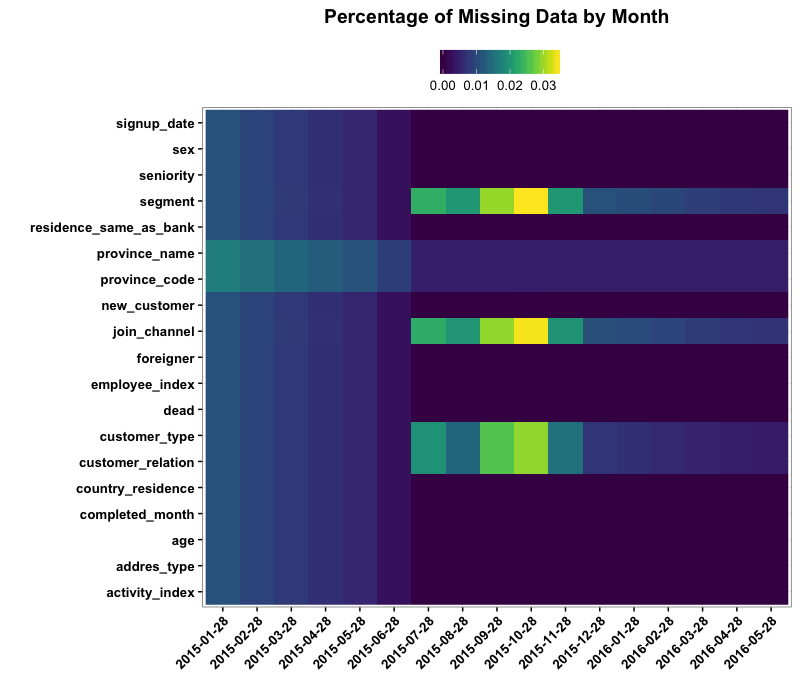 Percentage of Missing Data by Month
0.00 0.01 0.02 0.03
signup_date
sex
seniority
segment
residence_same_as_bank
province_name
province_code
new_customer
join_channel
foreigner
employee_index
dead
customer_type
customer_relation
country_residence
completed_month
age
addres_type
activity_index
2015-01-28 2015-02-28 2015-03-28 2015-04-28 2015-05-28 2015-06-28 2015-07-28 2015-08-28 2015-09-28 2015-10-28 2015-11-28 2015-12-28 2016-01-28 2016-02-28 2016-03-28 2016-04-28 2016-05-28